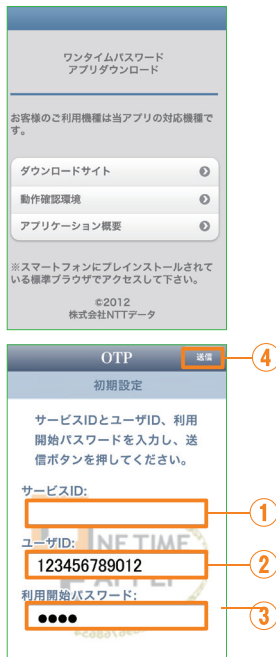 ワンタイムパスワード
アプリダウンロード
お客様のご利用機種は当アプリの対応機種で
す。
ダウンロードサイト
動作確認環境
アプリケーション概要
※スマートフォンにプレインストールされて
いる標準ブラウザでアクセスして下さい。
©2012
株式会社NTTデータ
OTP
送信
④
初期設定
サービスIDとユーザID、利用
開始パスワードを入力し、送
信ボタンを押してください。
サービスID:
①
ユーザID:
NE TIME
123456789012
②
利用開始パスワード:
●●●●
③